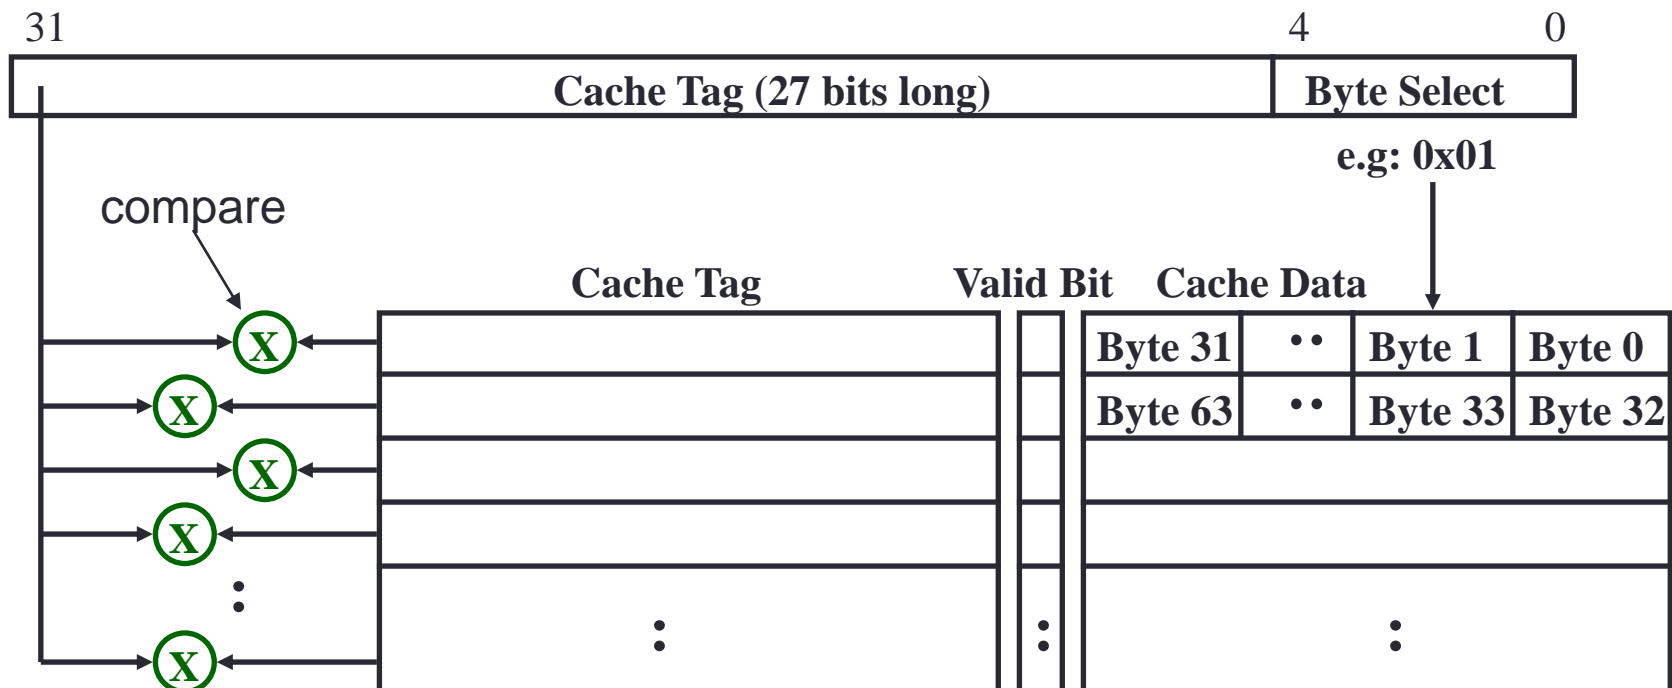 31 4 0
Cache Tag (27 bits long) Byte Select
e.g: 0x01
compare
Cache Tag Valid Bit Cache Data
X Byte 31 •• Byte 1 Byte 0
X Byte 63 •• Byte 33 Byte 32
X
X
:
: : :
X